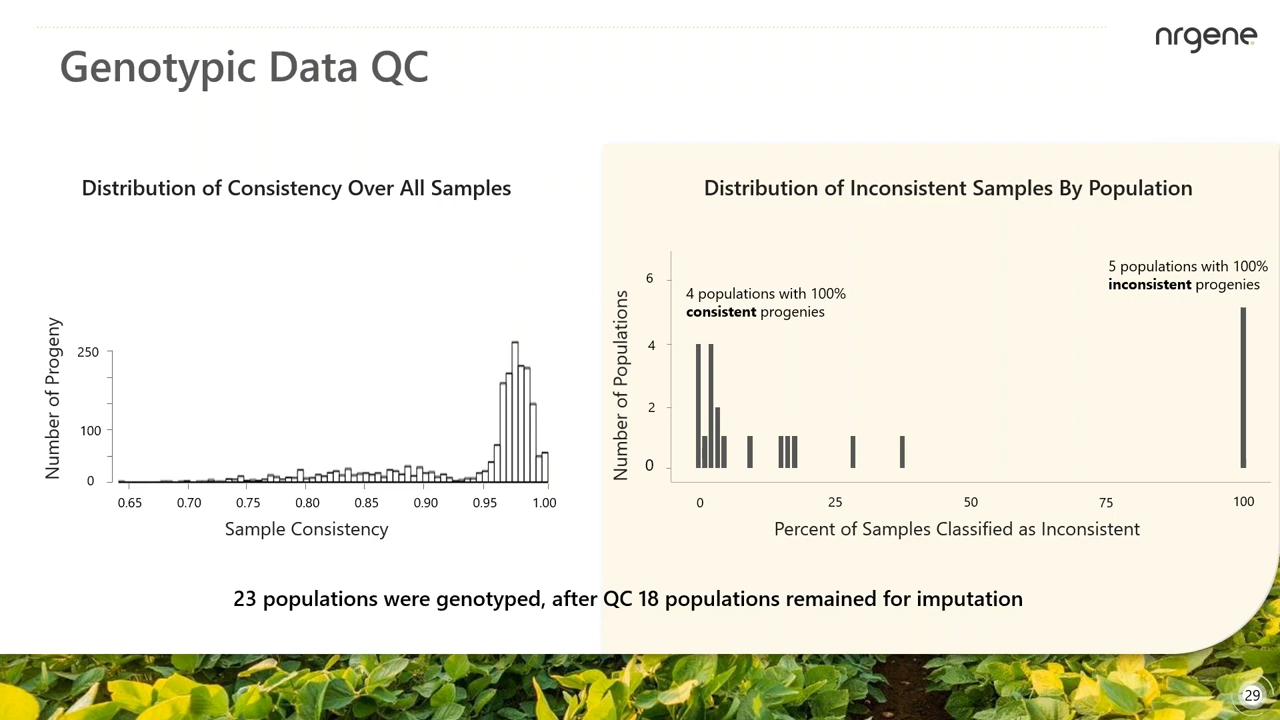 nrgene
Genotypic Data QC
Distribution of Consistency Over All Samples
Number of Progeny
250
100
0
0.65 0.70 0.75 0.80 0.85 0.90 0.95 1.00
Sample Consistency
Distribution of Inconsistent Samples By Population
5 populations with 100%
inconsistent progenies
4 populations with 100%
consistent progenies
Number of Populations
6
4
2
0
0 25 50 75 100
Percent of Samples Classified as Inconsistent
23 populations were genotyped, after QC 18 populations remained for imputation
29